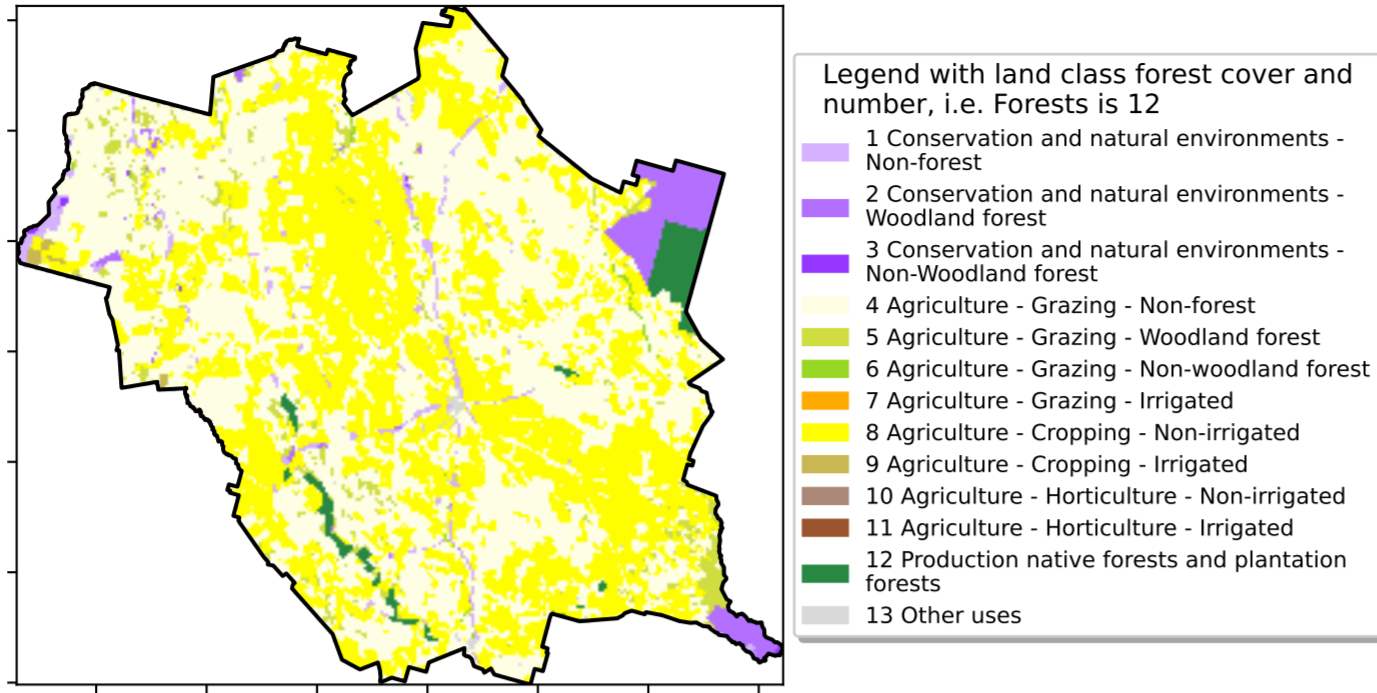 Legend with land class forest cover and
number, i.e. Forests is 12
1 Conservation and natural environments -
Non-forest
2 Conservation and natural environments -
Woodland forest
3 Conservation and natural environments -
Non-Woodland forest
4 Agriculture - Grazing - Non-forest
5 Agriculture - Grazing - Woodland forest
6 Agriculture - Grazing - Non-woodland forest
7 Agriculture - Grazing - Irrigated
8 Agriculture - Cropping - Non-irrigated
9 Agriculture - Cropping - Irrigated
10 Agriculture - Horticulture - Non-irrigated
11 Agriculture - Horticulture - Irrigated
12 Production native forests and plantation
forests
13 Other uses